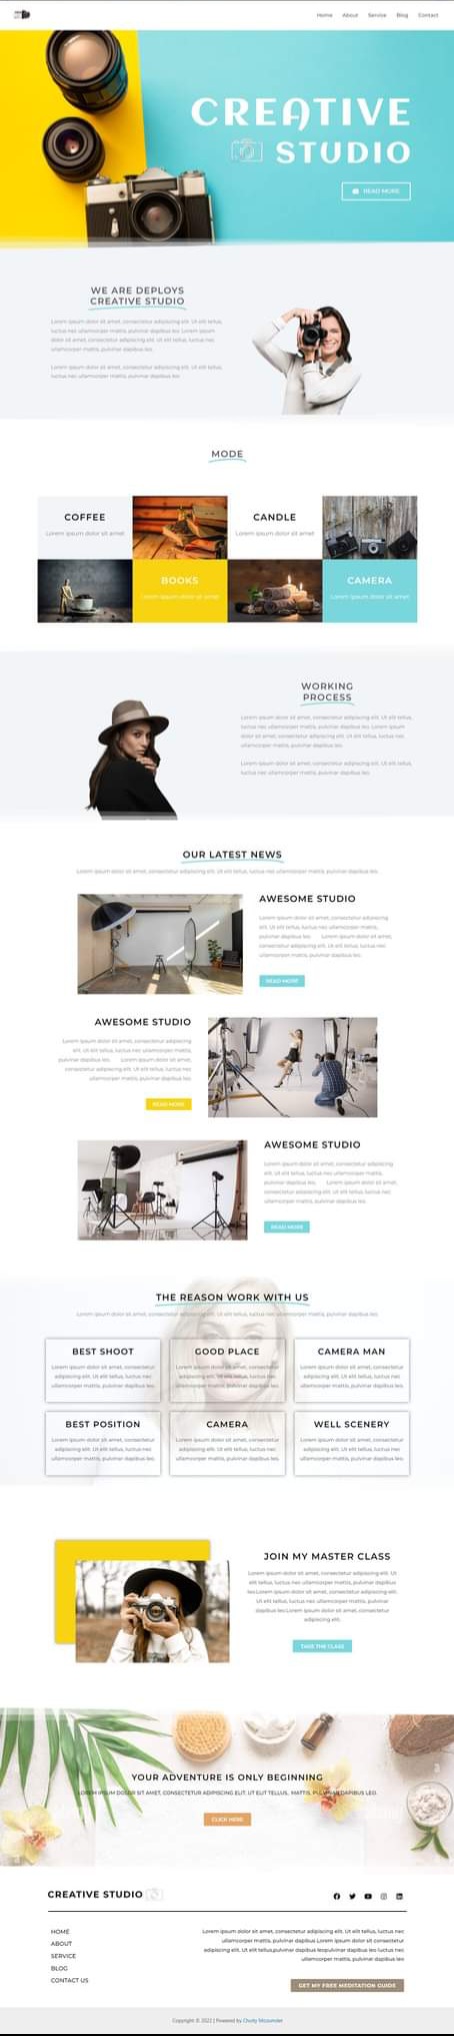 Home About Service Blog Contact
CREATIVE
STUDIO
READ MORE
WE ARE DEPLOYS
CREATIVE STUDIO
Lorem ipsum dolor sit amet, consectetur adipiscing elit. Ut elit tellus,
luctus nec ullamcorper mattis, pulvinar dapibus leo. Lorem ipsum
dolor sit amet, consectetur adipiscing elit. Ut elit tellus, luctus nec
ullamcorper mattis, pulvinar dapibus leo.
Lorem ipsum dolor sit amet, consectetur adipiscing elit. Ut elit tellus,
luctus nec ullamcorper mattis, pulvinar dapibus leo.
MODE
COFFEE
Lorem ipsum dolor sit amet
CANDLE
Lorem ipsum dolor sit amet
BOOKS
Lorem ipsum dolor sit amet
CAMERA
Lorem ipsum dolor sit amet
WORKING
PROCESS
Lorem ipsum dolor sit amet, consectetur adipiscing elit. Ut elit tellus,
luctus nec ullamcorper mattis, pulvinar dapibus leo. Lorem ipsum
dolor sit amet, consectetur adipiscing elit. Ut elit tellus, luctus nec
ullamcorper mattis, pulvinar dapibus leo.
Lorem ipsum dolor sit amet, consectetur adipiscing elit. Ut elit tellus,
luctus nec ullamcorper mattis, pulvinar dapibus leo.
OUR LATEST NEWS
Lorem ipsum dolor sit amet, consectetur adipiscing elit. Ut elit tellus, luctus nec ullamcorper mattis, pulvinar dapibus leo.
AWESOME STUDIO
Lorem ipsum dolor sit amet, consectetur adipiscing
elit. Ut elit tellus, luctus nec ullamcorper mattis,
pulvinar dapibus leo. Lorem ipsum dolor sit amet,
consectetur adipiscing elit. Ut elit tellus, luctus nec
ullamcorper mattis, pulvinar dapibus leo.
READ MORE
AWESOME STUDIO
Lorem ipsum dolor sit amet, consectetur adipiscing
elit. Ut elit tellus, luctus nec ullamcorper mattis,
pulvinar dapibus leo. Lorem ipsum dolor sit amet,
consectetur adipiscing elit. Ut elit tellus, luctus nec
ullamcorper mattis, pulvinar dapibus leo.
READ MORE
AWESOME STUDIO
Lorem ipsum dolor sit amet, consectetur adipiscing
elit. Ut elit tellus, luctus nec ullamcorper mattis,
pulvinar dapibus leo. Lorem ipsum dolor sit amet,
consectetur adipiscing elit. Ut elit tellus, luctus nec
ullamcorper mattis, pulvinar dapibus leo.
READ MORE
THE REASON WORK WITH US
Lorem ipsum dolor sit amet, consectetur adipiscing elit. Ut elit tellus, luctus nec ullamcorper mattis, pulvinar dapibus leo.
BEST SHOOT
Lorem ipsum dolor sit amet, consectetur
adipiscing elit. Ut elit tellus, luctus nec
ullamcorper mattis, pulvinar dapibus leo.
GOOD PLACE
Lorem ipsum dolor sit amet, consectetur
adipiscing elit. Ut elit tellus, luctus nec
ullamcorper mattis, pulvinar dapibus leo.
CAMERA MAN
Lorem ipsum dolor sit amet, consectetur
adipiscing elit. Ut elit tellus, luctus nec
ullamcorper mattis, pulvinar dapibus leo.
BEST POSITION
Lorem ipsum dolor sit amet, consectetur
adipiscing elit. Ut elit tellus, luctus nec
ullamcorper mattis, pulvinar dapibus leo.
CAMERA
Lorem ipsum dolor sit amet, consectetur
adipiscing elit. Ut elit tellus, luctus nec
ullamcorper mattis, pulvinar dapibus leo.
WELL SCENERY
Lorem ipsum dolor sit amet, consectetur
adipiscing elit. Ut elit tellus, luctus nec
ullamcorper mattis, pulvinar dapibus leo.
JOIN MY MASTER CLASS
Lorem ipsum dolor sit amet, consectetur adipiscing elit. Ut
elit tellus, luctus nec ullamcorper mattis, pulvinar dapibus
leo.Lorem ipsum dolor sit amet, consectetur adipiscing elit.
Ut elit tellus, luctus nec ullamcorper mattis, pulvinar
dapibus leo.Lorem ipsum dolor sit amet, consectetur
adipiscing elit.
TAKE THE CLASS
YOUR ADVENTURE IS ONLY BEGINNING
LOREM IPSUM DOLOR SIT AMET, CONSECTETUR ADIPISCING ELIT. UT ELIT TELLUS, MATTIS, PULVINAR DAPIBUS LEO.
CLICK HERE
CREATIVE STUDIO
HOME
ABOUT
SERVICE
BLOG
CONTACT US
Lorem ipsum dolor sit amet, consectetur adipiscing elit. Ut elit tellus, luctus nec
ullamcorper mattis, pulvinar dapibus leo. Lorem ipsum dolor sit consectetur
adipiscing elit. Ut elit tellus,pulvinar dapibus leopulvinar dapibus leo luctus nec
ullamcorper mattis, pulvinar dapibus leo
GET MY FREE MEDITATION GUIDE
Copyright © 2022 | Powered by